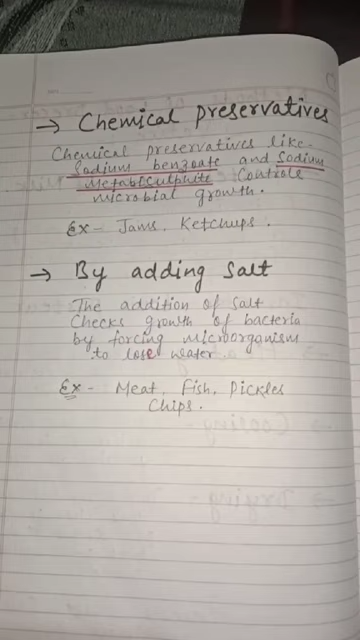 → Chemical preservatives
Chemical preservatives like
Sodium benzoate and Sodium
Metabisulphite Controls
microbial growth.
Ex- Jams, Ketchups.
→ By adding salt
The addition of salt
Checks growth of bacteria
by forcing microorganism
to lose water.
Ex- Meat, Fish, Pickles
Chips.